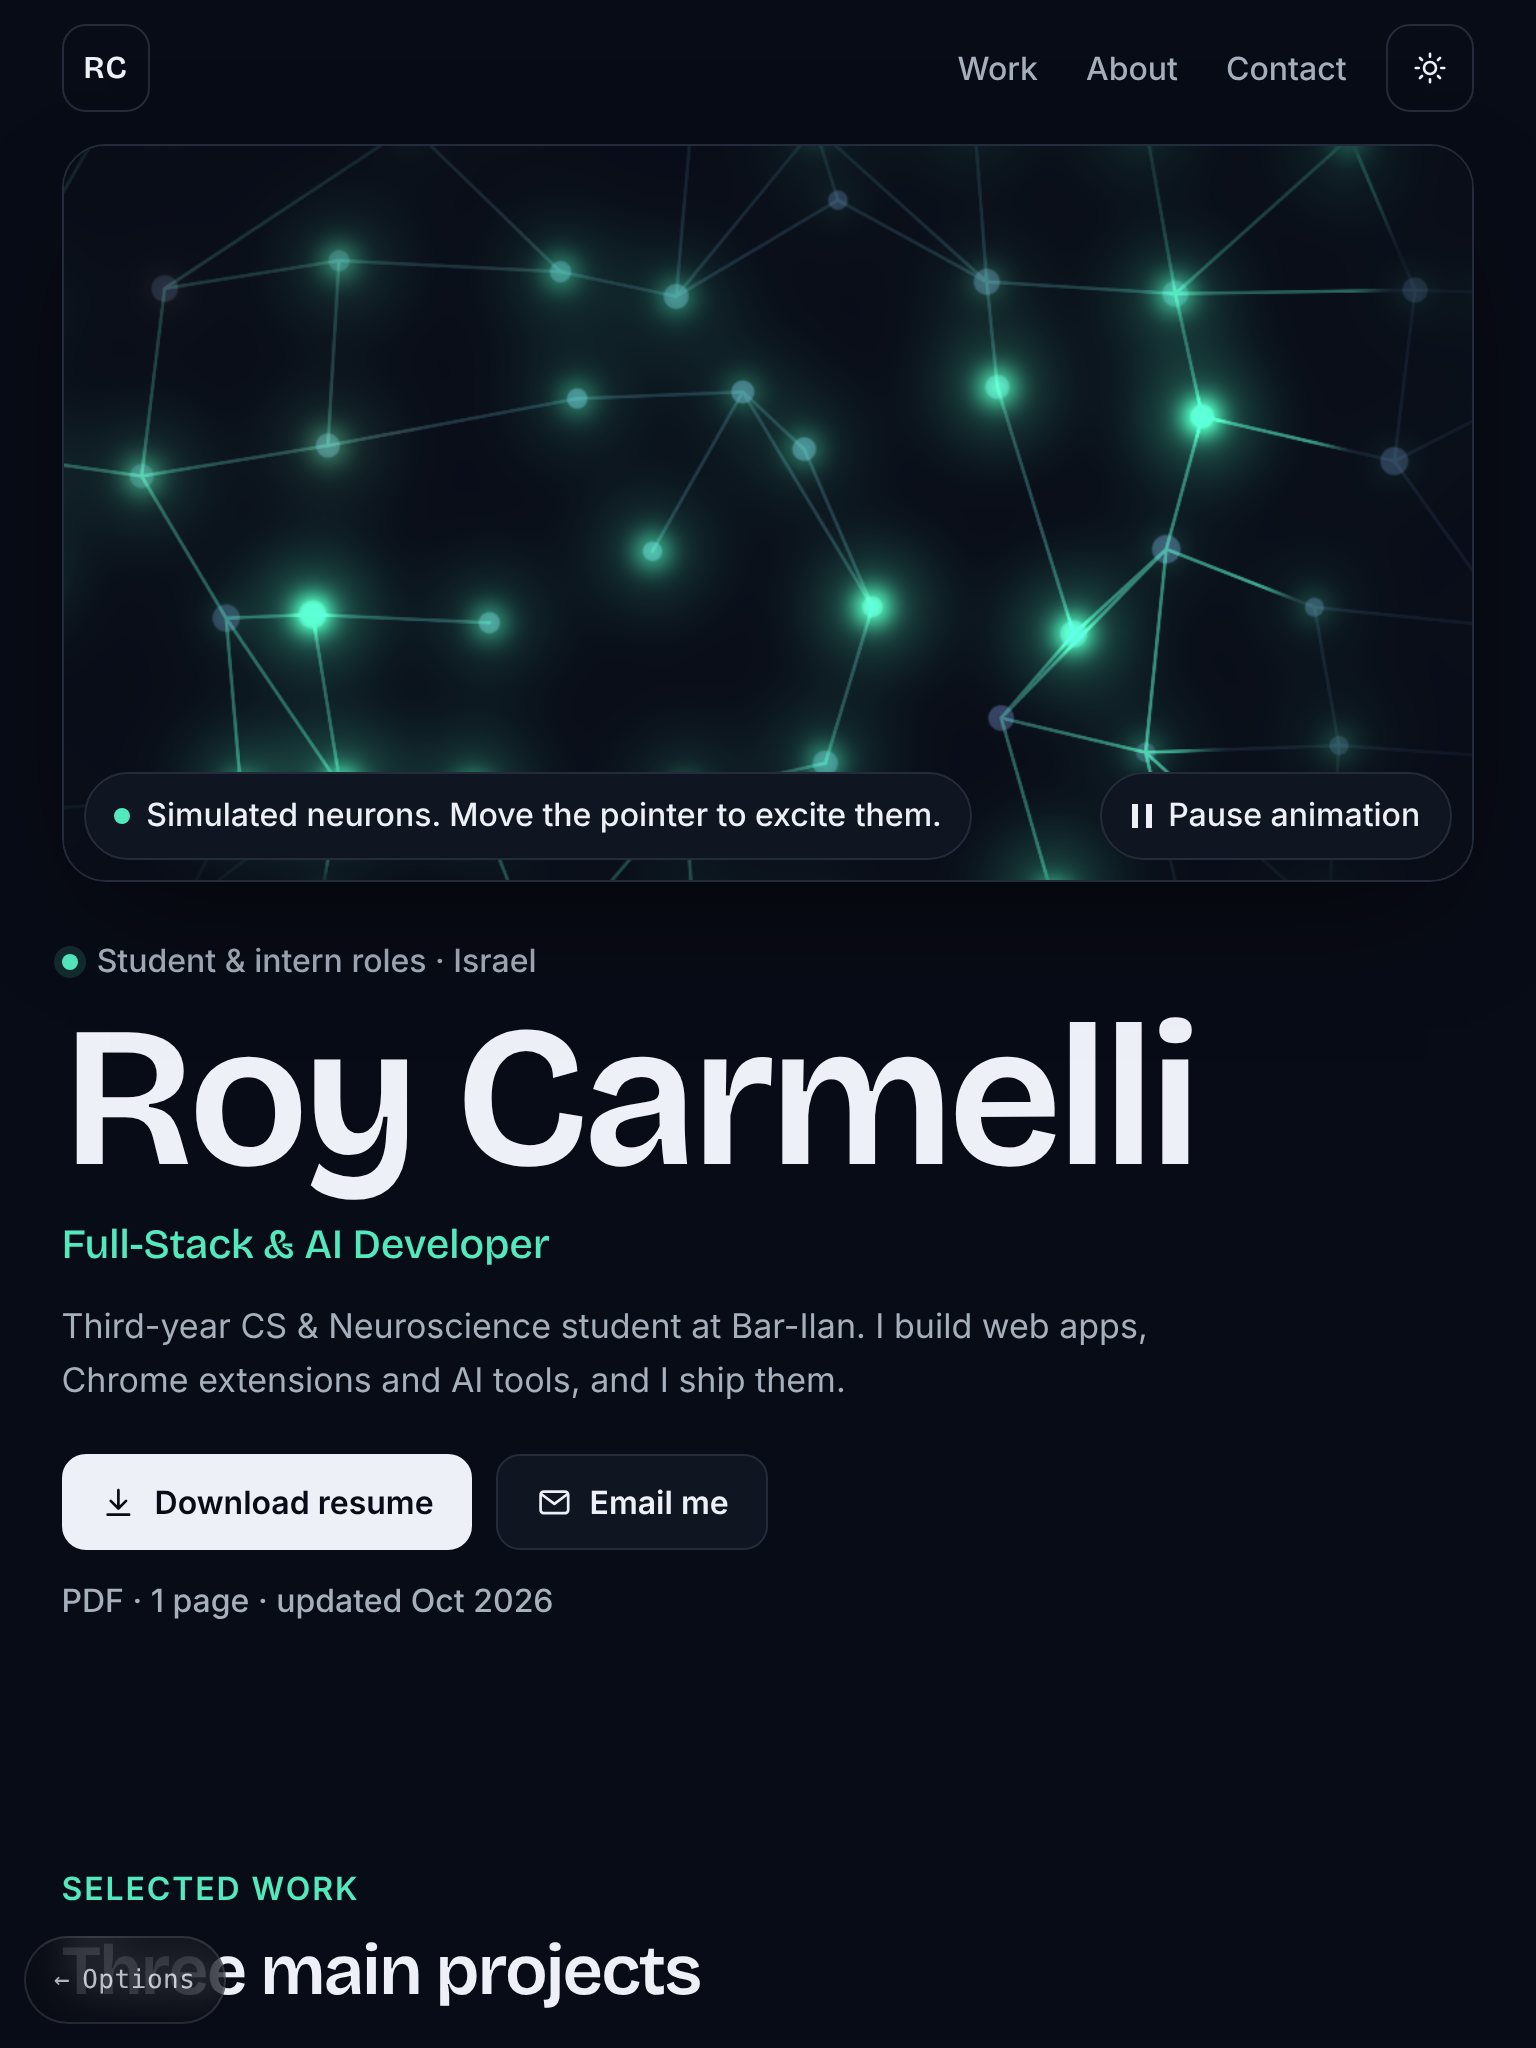 RC
Work About Contact
Simulated neurons. Move the pointer to excite them.
Pause animation
Student & intern roles · Israel
Roy Carmelli
Full-Stack & AI Developer
Third-year CS & Neuroscience student at Bar-Ilan. I build web apps,
Chrome extensions and AI tools, and I ship them.
Download resume
Email me
PDF · 1 page · updated Oct 2026
SELECTED WORK
Three main projects
← Options